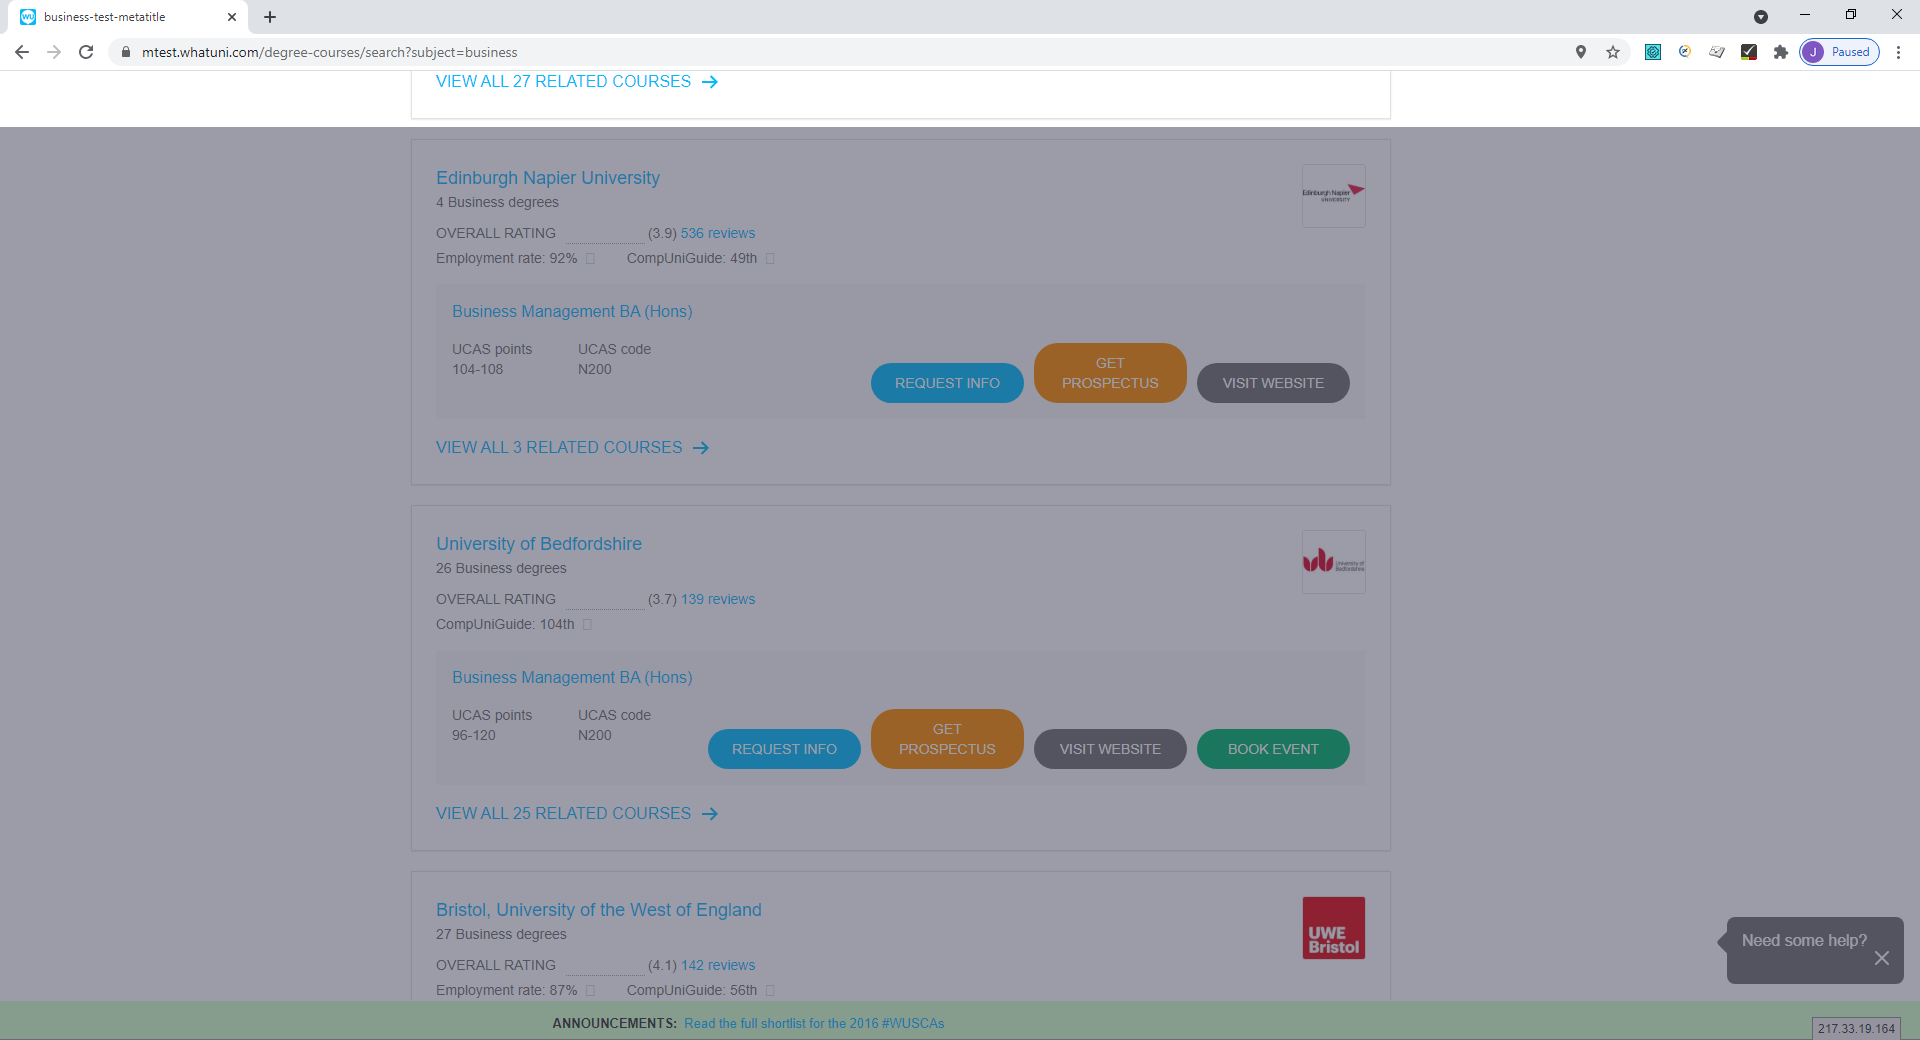 business-test-metatitle
mtest.whatuni.com/degree-courses/search?subject=business
J Paused
VIEW ALL 27 RELATED COURSES
Edinburgh Napier University
4 Business degrees
OVERALL RATING (3.9) 536 reviews
Employment rate: 92% CompUniGuide: 49th
Edinburgh Napier
UNIVERSITY
Business Management BA (Hons)
UCAS points UCAS code
104-108 N200
REQUEST INFO
GET
PROSPECTUS
VISIT WEBSITE
VIEW ALL 3 RELATED COURSES
University of Bedfordshire
26 Business degrees
OVERALL RATING (3.7) 139 reviews
CompUniGuide: 104th
University of
Bedfordshire
Business Management BA (Hons)
UCAS points UCAS code
96-120 N200
REQUEST INFO
GET
PROSPECTUS
VISIT WEBSITE
BOOK EVENT
VIEW ALL 25 RELATED COURSES
Bristol, University of the West of England
27 Business degrees
OVERALL RATING (4.1) 142 reviews
Employment rate: 87% CompUniGuide: 56th
UWE
Bristol
Need some help?
ANNOUNCEMENTS: Read the full shortlist for the 2016 #WUSCAs
217.33.19.164